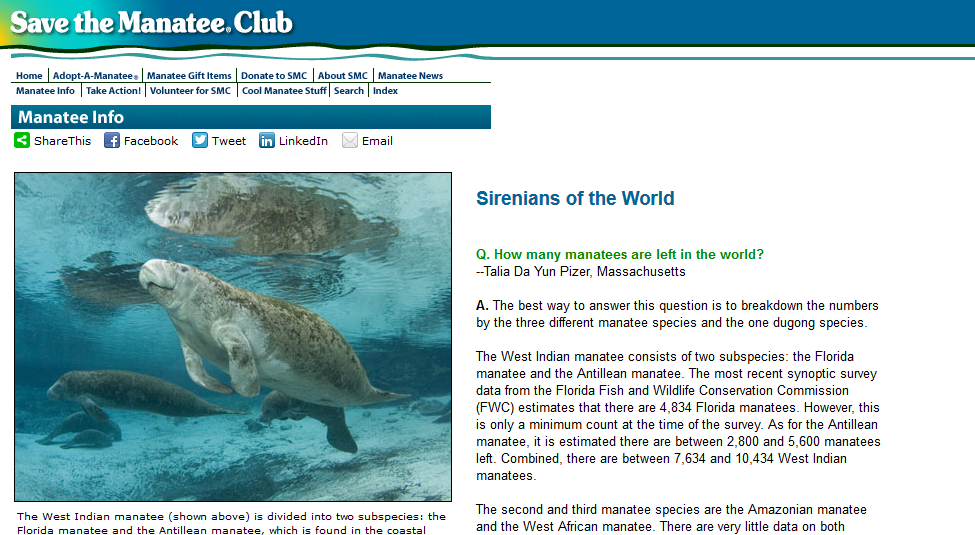 Save the Manatee® Club
Home | Adopt-A-Manatee® | Manatee Gift Items | Donate to SMC | About SMC | Manatee News
Manatee Info | Take Action! | Volunteer for SMC | Cool Manatee Stuff | Search | Index
Manatee Info
ShareThis Facebook Tweet LinkedIn Email
Sirenians of the World
Q. How many manatees are left in the world?
--Talia Da Yun Pizer, Massachusetts
A. The best way to answer this question is to breakdown the numbers
by the three different manatee species and the one dugong species.
The West Indian manatee consists of two subspecies: the Florida
manatee and the Antillean manatee. The most recent synoptic survey
data from the Florida Fish and Wildlife Conservation Commission
(FWC) estimates that there are 4,834 Florida manatees. However, this
is only a minimum count at the time of the survey. As for the Antillean
manatee, it is estimated there are between 2,800 and 5,600 manatees
left. Combined, there are between 7,634 and 10,434 West Indian
manatees.
The second and third manatee species are the Amazonian manatee
and the West African manatee. There are very little data on both
The West Indian manatee (shown above) is divided into two subspecies: the
Florida manatee and the Antillean manatee, which is found in the coastal